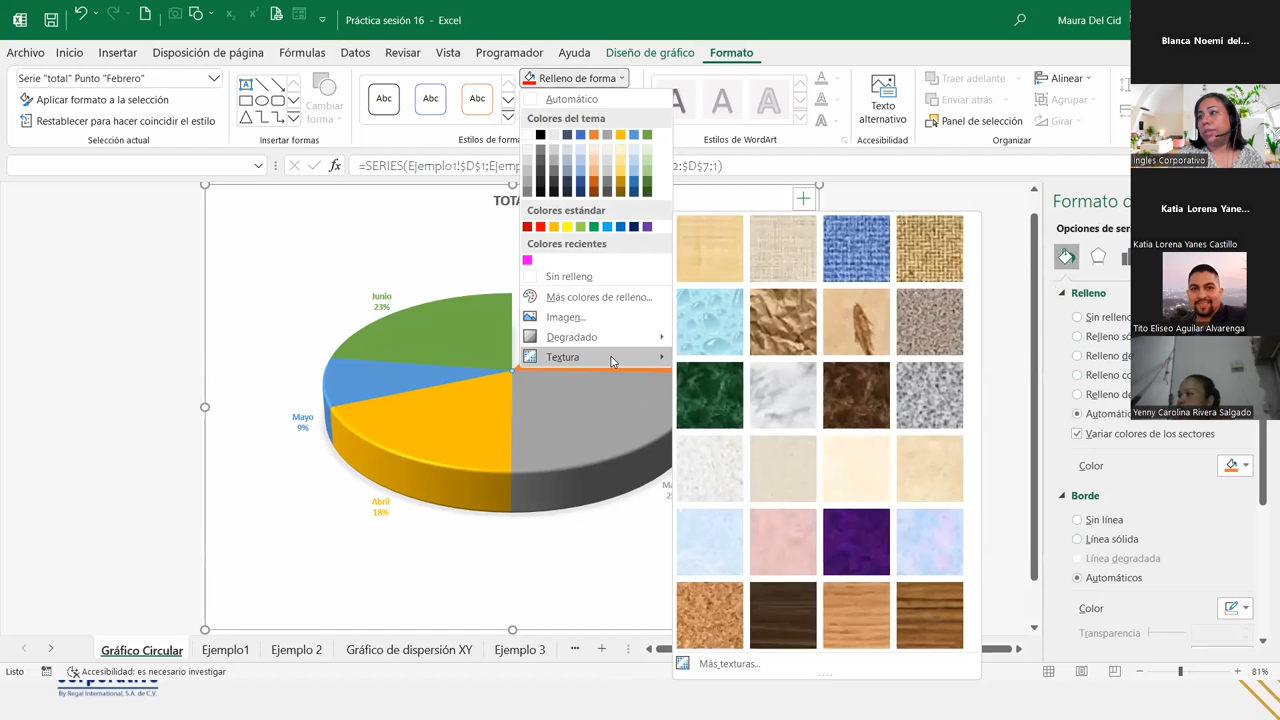 Práctica sesión 16 - Excel
Maura Del Cid
Archivo Inicio Insertar Disposición de página Fórmulas Datos Revisar Vista Programador Ayuda Diseño de gráfico Formato
Serie "total" Punto "Febrero"
Aplicar formato a la selección
Restablecer para hacer coincidir el estilo
Selección actual
Cambiar
forma
Insertar formas
Abc Abc Abc
Estilos de forma
Relleno de forma
Estilos de WordArt
Texto
alternativo
Accesibilidad
Traer adelante
Enviar atrás
Panel de selección
Alinear
Agrupar
Girar
Organizar
fx
=SERIES(Ejemplo1!$D$
2:$D$7;1)
Automático
Colores del tema
Colores estándar
Colores recientes
Sin relleno
Más colores de relleno...
Imagen...
Degradado
Textura
Más texturas...
Junio
23%
Mayo
9%
Abril
18%
Formato
Opciones de
Relleno
Sin
Relleno
Relleno
Relleno
Variar colores de los sectores
Color
Borde
Sin línea
Línea sólida
Línea degradada
Automáticos
Color
Transparencia
Blanca Noemi del...
Ingles Corporativo
Katia Lorena Yane...
Katia Lorena Yanes Castillo
Tito Eliseo Aguilar Alvarenga
Yenny Carolina Rivera Salgado
Gráfico Circular Ejemplo1 Ejemplo 2 Gráfico de dispersión XY Ejemplo 3
Listo
Accesibilidad: es necesario investigar
81%
By Regal International, S.A. de C.V.